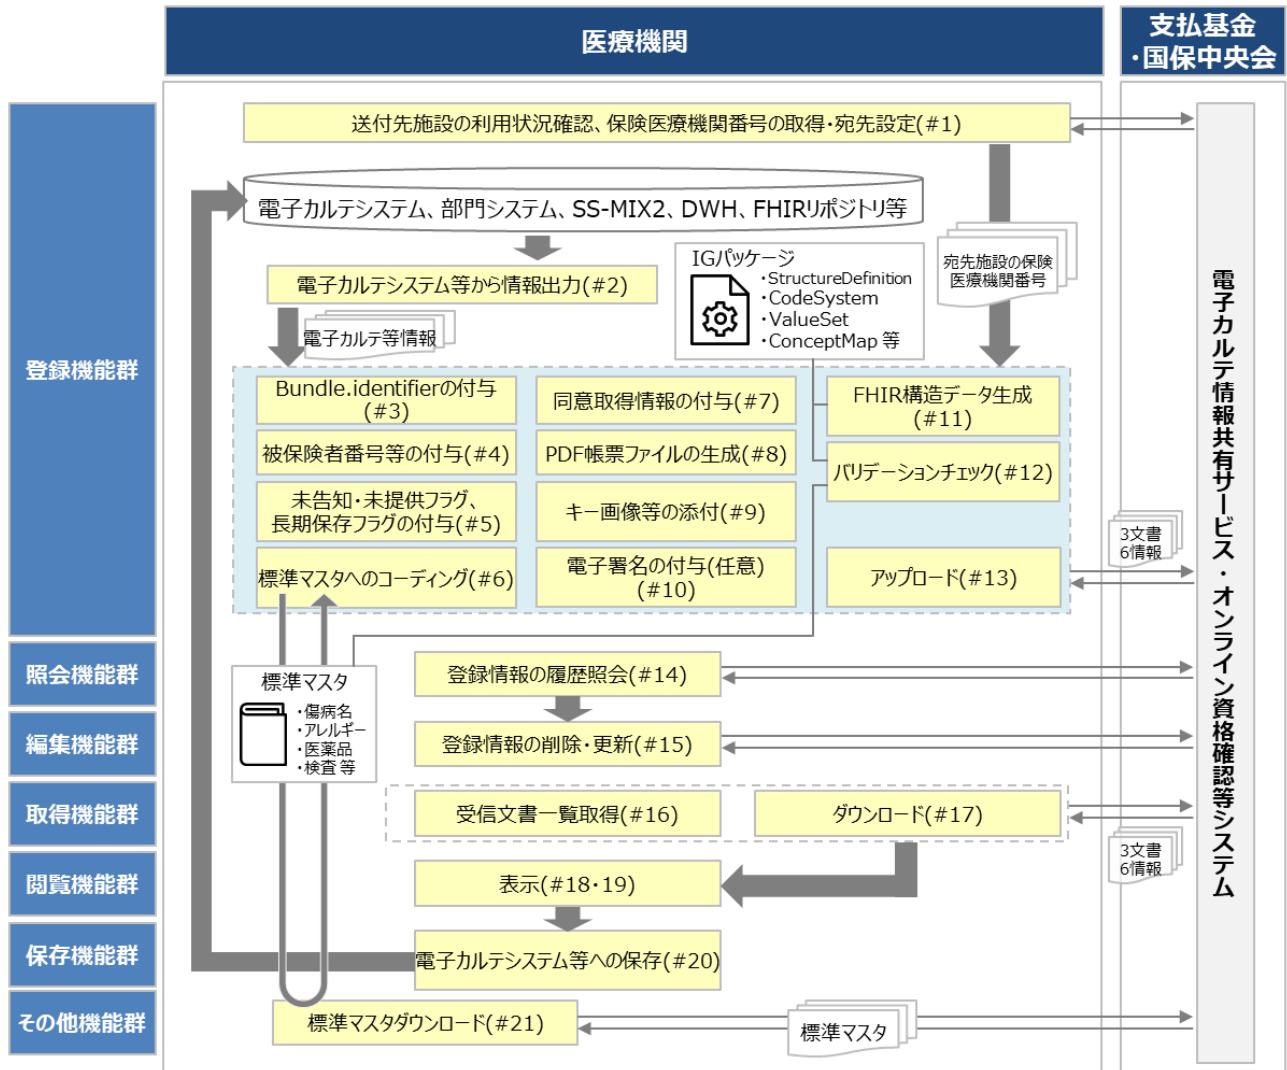 医療機関
支払基金
・国保中央会
登録機能群
送付先施設の利用状況確認、保険医療機関番号の取得・宛先設定(#1)
電子カルテシステム、部門システム、SS-MIX2、DWH、FHIRリポジトリ等
電子カルテシステム等から情報出力(#2)
電子カルテ等情報
IGパッケージ
・StructureDefinition
・CodeSystem
・ValueSet
・ConceptMap 等
宛先施設の保険
医療機関番号
Bundle.identifierの付与
(#3)
被保険者番号等の付与(#4)
未告知・未提供フラグ、
長期保存フラグの付与(#5)
標準マスタへのコーディング(#6)
同意取得情報の付与(#7)
PDF帳票ファイルの生成(#8)
キー画像等の添付(#9)
電子署名の付与(任意)
(#10)
FHIR構造データ生成
(#11)
バリデーションチェック(#12)
アップロード(#13)
3文書
6情報
電子カルテ情報共有サービス・オンライン資格確認等システム
照会機能群
登録情報の履歴照会(#14)
標準マスタ
・傷病名
・アレルギー
・医薬品
・検査 等
編集機能群
登録情報の削除・更新(#15)
取得機能群
受信文書一覧取得(#16)
ダウンロード(#17)
3文書
6情報
閲覧機能群
表示(#18・19)
保存機能群
電子カルテシステム等への保存(#20)
その他機能群
標準マスタダウンロード(#21)
標準マスタ